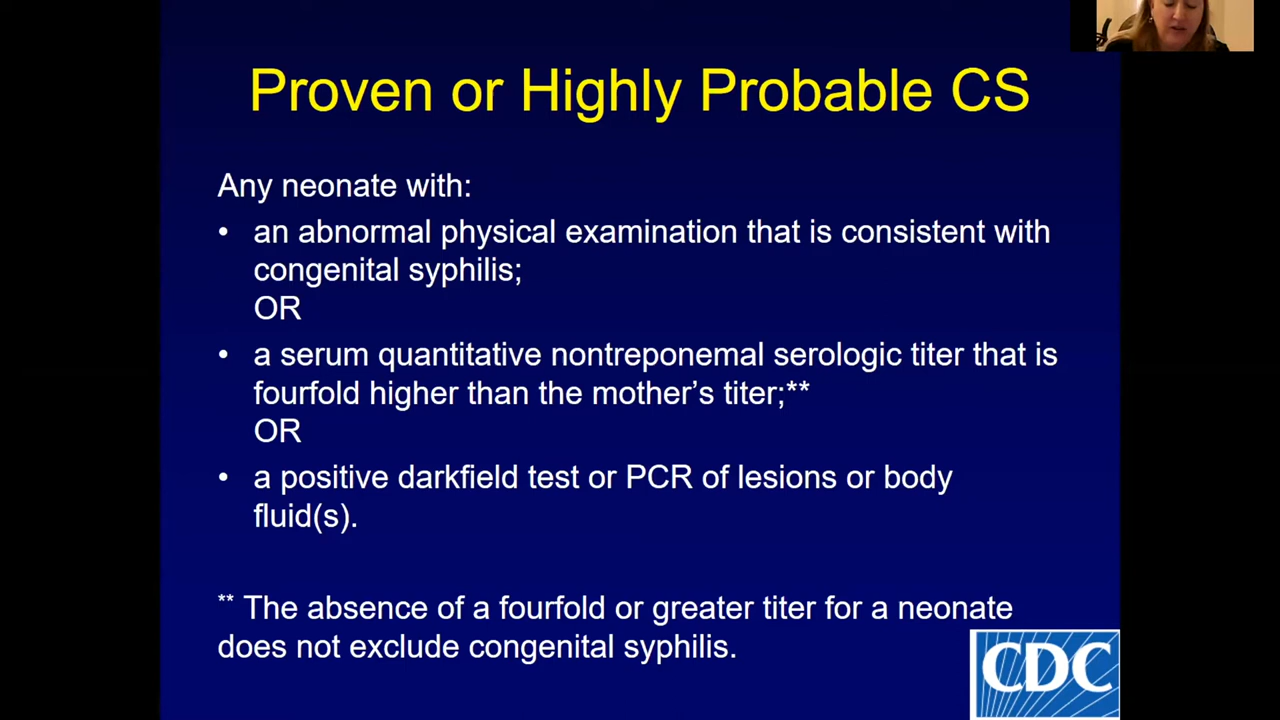 Proven or Highly Probable CS
Any neonate with:
• an abnormal physical examination that is consistent with
congenital syphilis;
OR
• a serum quantitative nontreponemal serologic titer that is
fourfold higher than the mother's titer;**
OR
• a positive darkfield test or PCR of lesions or body
fluid(s).
** The absence of a fourfold or greater titer for a neonate
does not exclude congenital syphilis.
CDC